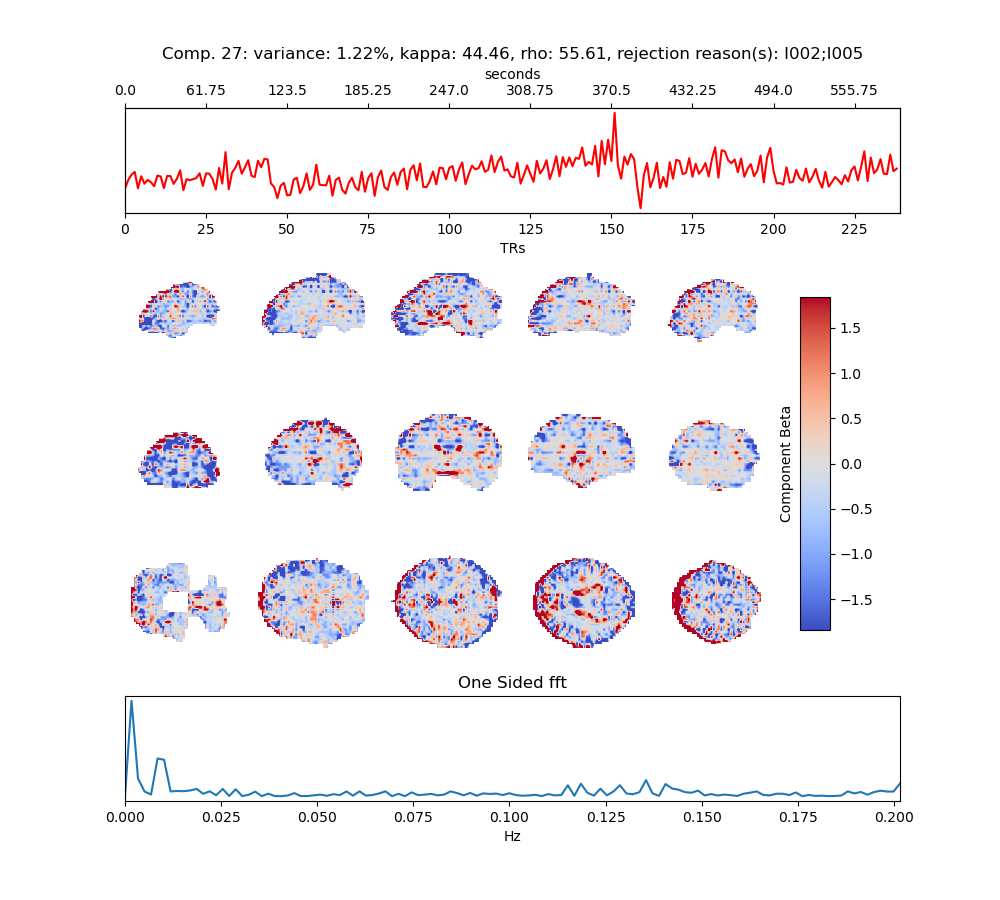 Comp. 27: variance: 1.22%, kappa: 44.46, rho: 55.61, rejection reason(s): I002;I005
seconds
0.0 61.75 123.5 185.25 247.0 308.75 370.5 432.25 494.0 555.75
0 25 50 75 100 125 150 175 200 225
TRs
1.5
1.0
0.5
0.0
−0.5
−1.0
−1.5
Component Beta
One Sided fft
0.000 0.025 0.050 0.075 0.100 0.125 0.150 0.175 0.200
Hz